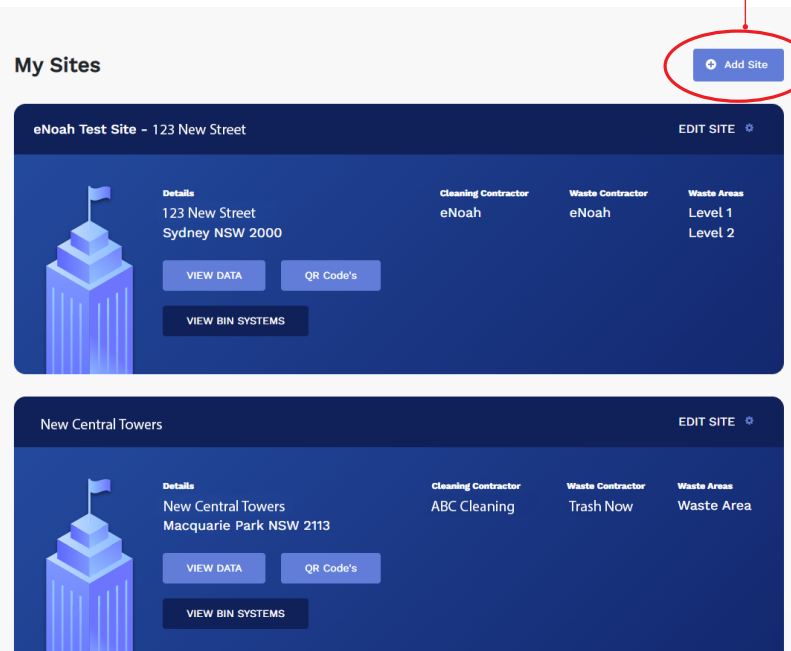 My Sites
Add Site
eNoah Test Site - 123 New Street
EDIT SITE
Details
123 New Street
Sydney NSW 2000
Cleaning Contractor
eNoah
Waste Contractor
eNoah
Waste Areas
Level 1
Level 2
VIEW DATA
QR Code's
VIEW BIN SYSTEMS
New Central Towers
EDIT SITE
Details
New Central Towers
Macquarie Park NSW 2113
Cleaning Contractor
ABC Cleaning
Waste Contractor
Trash Now
Waste Areas
Waste Area
VIEW DATA
QR Code's
VIEW BIN SYSTEMS